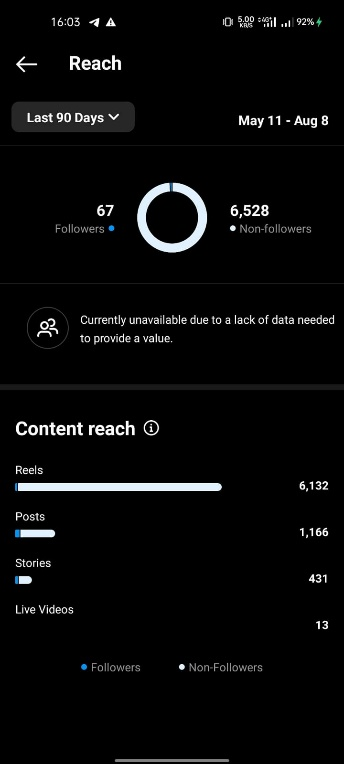 16:03 5.00 KB/S 4G 92%
Reach
Last 90 Days
May 11 - Aug 8
67 6,528
Followers Non-followers
Currently unavailable due to a lack of data needed
to provide a value.
Content reach
Reels
6,132
Posts
1,166
Stories
431
Live Videos
13
Followers Non-Followers